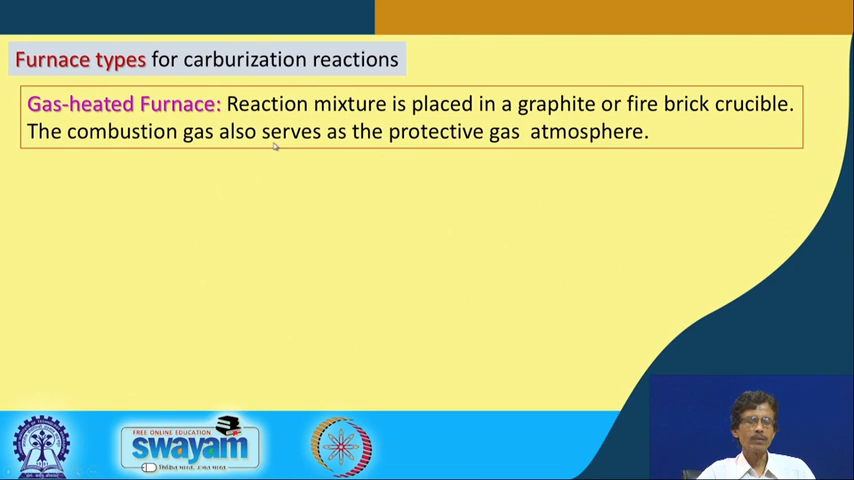 Furnace types for carburization reactions
Gas-heated Furnace: Reaction mixture is placed in a graphite or fire brick crucible.
The combustion gas also serves as the protective gas atmosphere.
FREE ONLINE EDUCATION
swayam